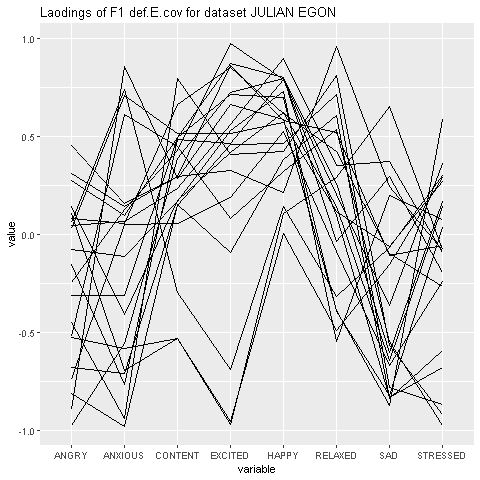 Laodings of F1 def.E.cov for dataset JULIAN EGON
1.0
0.5
0.0
-0.5
-1.0
value
ANGRY ANXIOUS CONTENT EXCITED HAPPY RELAXED SAD STRESSED
variable